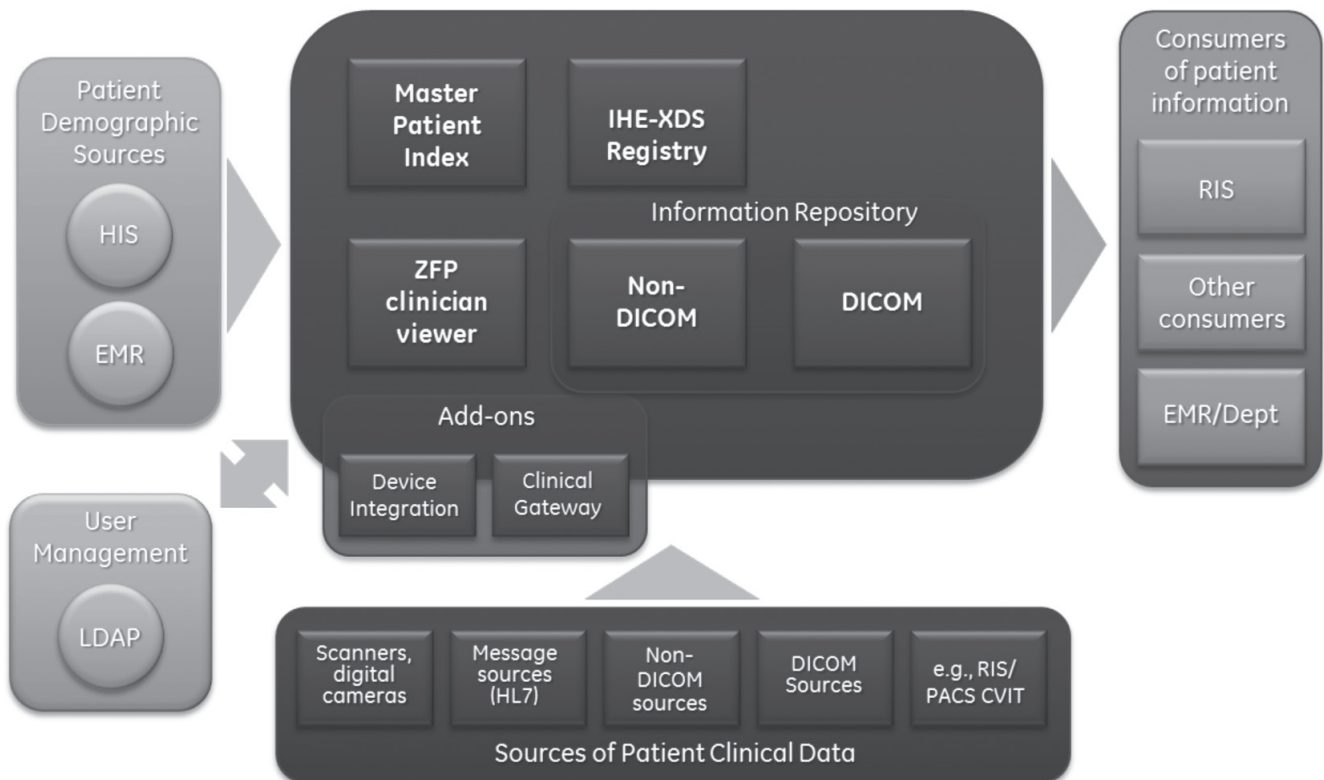 Patient
Demographic
Sources
HIS
EMR
User
Management
LDAP
Master
Patient
Index
IHE-XDS
Registry
Information Repository
ZFP
clinician
viewer
Non-
DICOM
DICOM
Add-ons
Device
Integration
Clinical
Gateway
Scanners,
digital
cameras
Message
sources
(HL7)
Non-
DICOM
sources
DICOM
Sources
e.g., RIS/
PACS CVIT
Sources of Patient Clinical Data
Consumers
of patient
information
RIS
Other
consumers
EMR/Dept